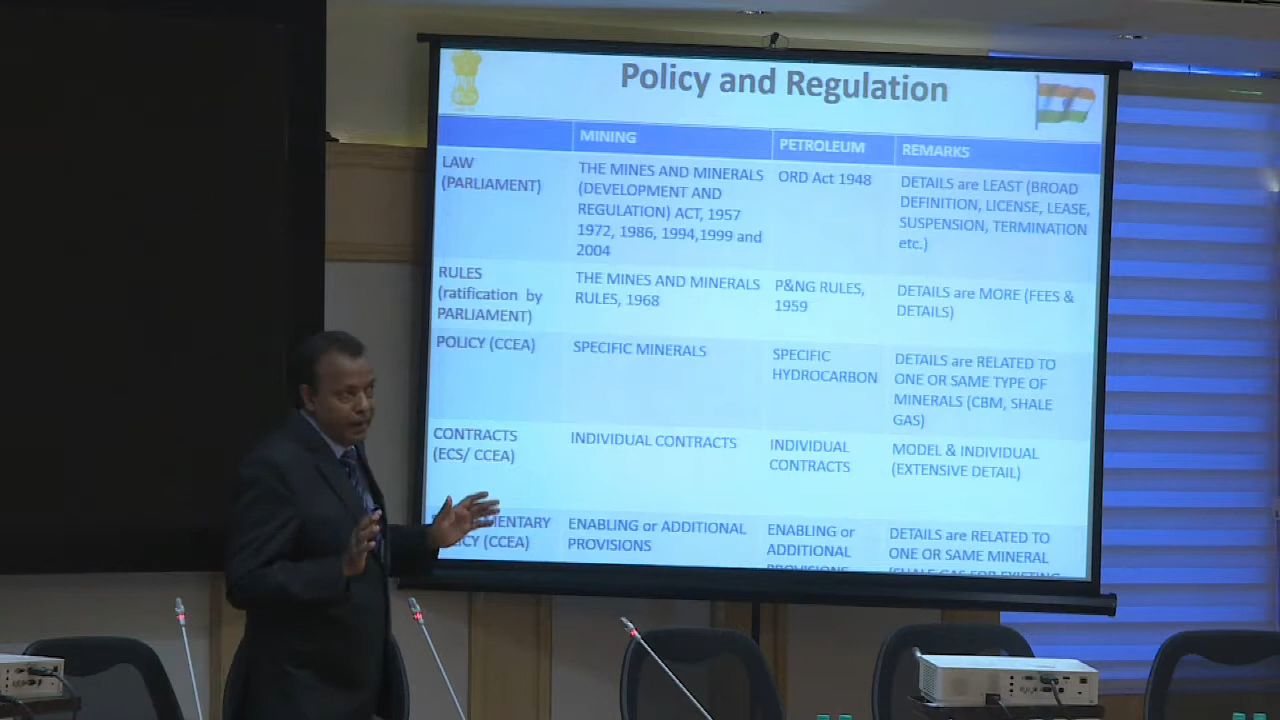 Policy and Regulation
MINING
PETROLEUM
REMARKS
LAW
(PARLIAMENT)
THE MINES AND MINERALS
(DEVELOPMENT AND
REGULATION) ACT, 1957
1972, 1986, 1994,1999 and
2004
ORD Act 1948
DETAILS are LEAST (BROAD
DEFINITION, LICENSE, LEASE,
SUSPENSION, TERMINATION
etc.)
RULES
(ratification by
PARLIAMENT)
THE MINES AND MINERALS
RULES, 1968
P&NG RULES,
1959
DETAILS are MORE (FEES &
DETAILS)
POLICY (CCEA)
SPECIFIC MINERALS
SPECIFIC
HYDROCARBON
DETAILS are RELATED TO
ONE OR SAME TYPE OF
MINERALS (CBM, SHALE
GAS)
CONTRACTS
(ECS/ CCEA)
INDIVIDUAL CONTRACTS
INDIVIDUAL
CONTRACTS
MODEL & INDIVIDUAL
(EXTENSIVE DETAIL)
(CCEA)
ENABLING or ADDITIONAL
PROVISIONS
ENABLING or
ADDITIONAL
PROVISIONS
DETAILS are RELATED TO
ONE OR SAME MINERAL
(SHALE GAS FOR EXISTING